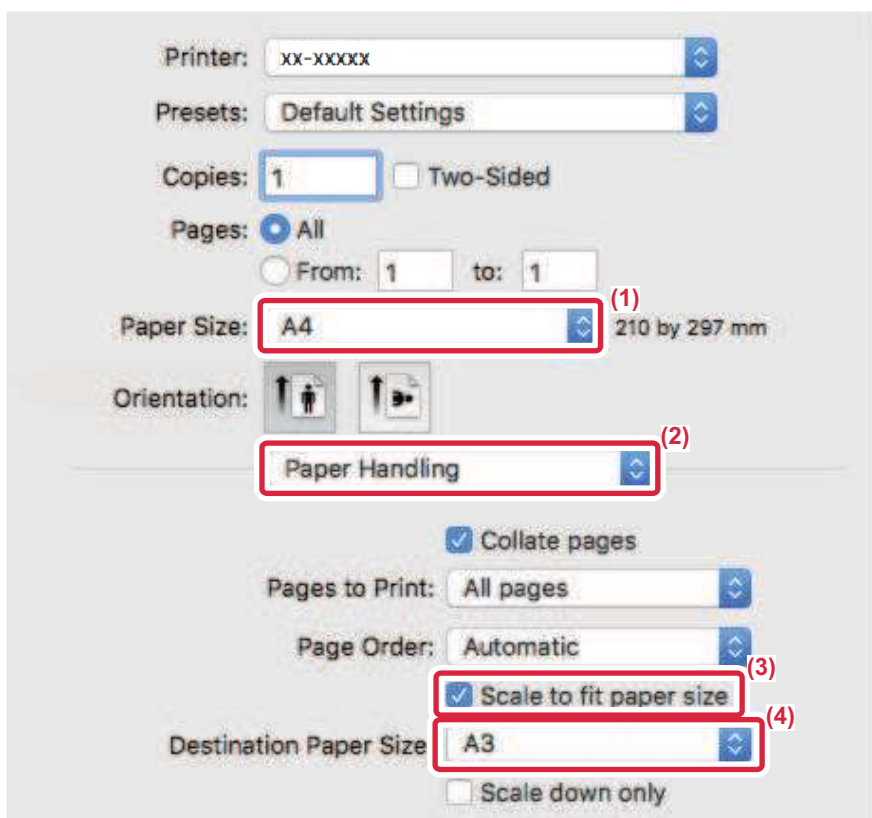 Printer: xx-xxxxx
Presets: Default Settings
Copies: 1 Two-Sided
Pages: All
From: 1 to: 1
(1)
Paper Size: A4 210 by 297 mm
Orientation:
(2)
Paper Handling
Collate pages
Pages to Print: All pages
Page Order: Automatic
(3)
Scale to fit paper size
(4)
Destination Paper Size A3
Scale down only